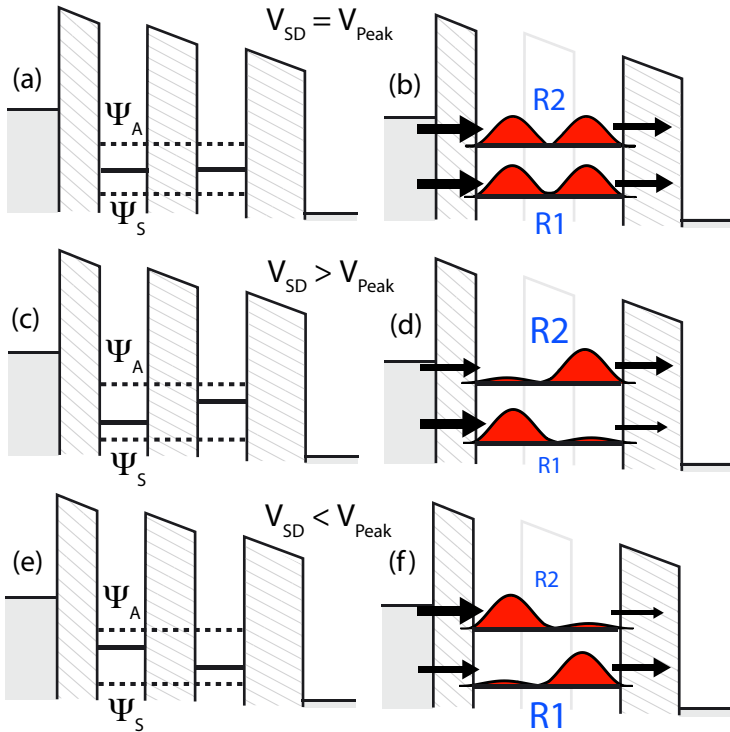 V_SD = V_Peak
(a)
Ψ_A
Ψ_S
(b)
R2
R1
V_SD > V_Peak
(c)
Ψ_A
Ψ_S
(d)
R2
R1
V_SD < V_Peak
(e)
Ψ_A
Ψ_S
(f)
R2
R1